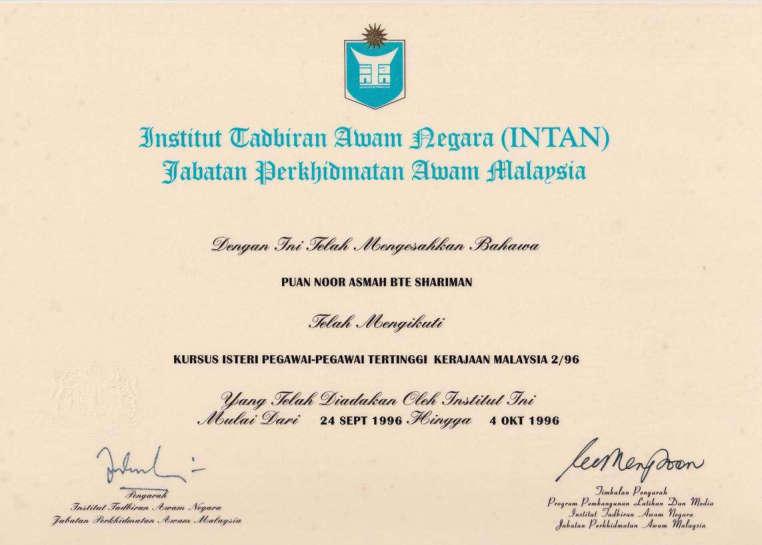 Institut Tadbiran Awam Negara (INTAN)
Jabatan Perkhidmatan Awam Malaysia
Dengan Ini Telah Mengesahkan Bahawa
PUAN NOOR ASMAH BTE SHARIMAN
Telah Mengikuti
KURSUS ISTERI PEGAWAI-PEGAWAI TERTINGGI KERAJAAN MALAYSIA 2/96
Yang Telah Diadakan Oleh Institut Ini
Mulai Dari 24 SEPT 1996 Hingga 4 OKT 1996
Pengarah
Institut Tadbiran Awam Negara
Jabatan Perkhidmatan Awam Malaysia
Timbalan Pengarah
Program Pembangunan Latihan Dan Media
Institut Tadbiran Awam Negara
Jabatan Perkhidmatan Awam Malaysia